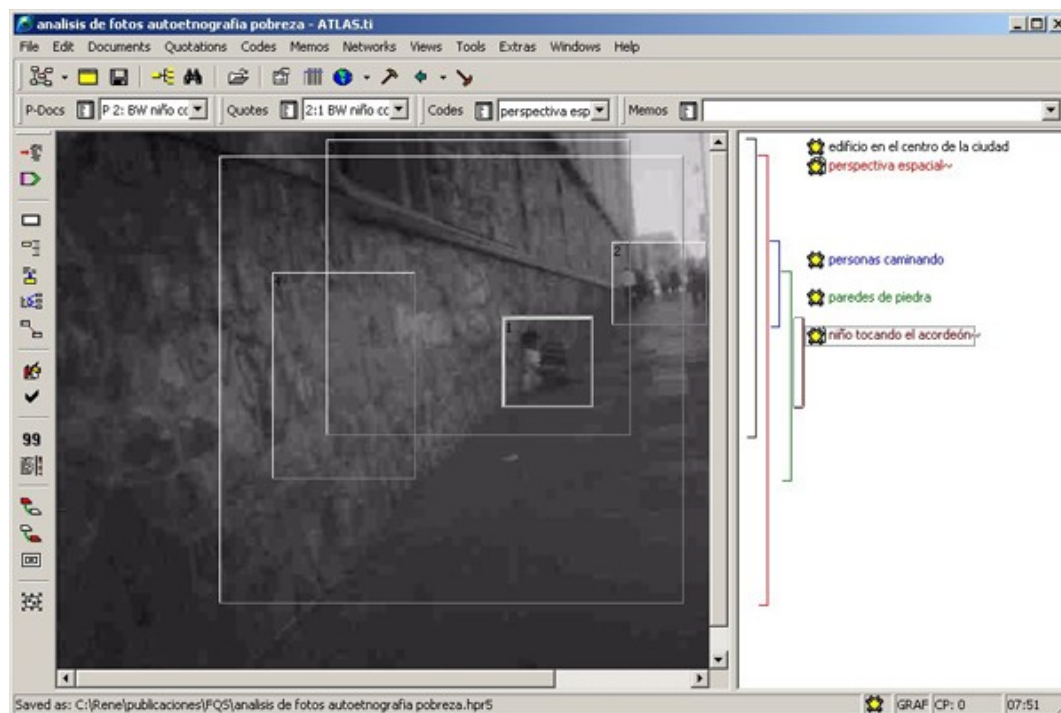 analisis de fotos autoetnografia pobreza - ATLAS.ti
File Edit Documents Quotations Codes Memos Networks Views Tools Extras Windows Help
P-Docs P 2: BW niño cc Quotes 2:1 BW niño cc Codes perspectiva esp Memos
edificio en el centro de la ciudad
perspectiva espacial~
2
personas caminando
4
paredes de piedra
1
niño tocando el acordeón~
99
Saved as: C:\Rene\publicaciones\FQS\analisis de fotos autoetnografia pobreza.hpr5 GRAF CP: 0 07:51